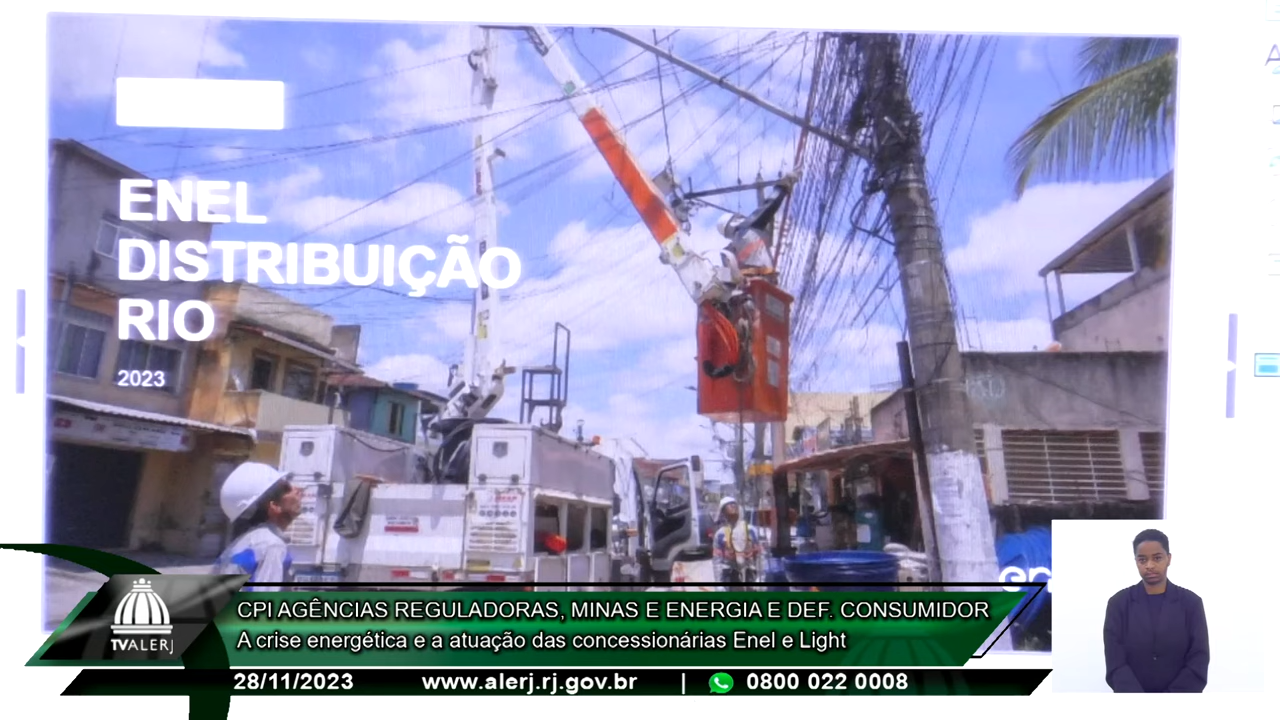 ENEL
DISTRIBUIÇÃO
RIO
2023
CPI AGÊNCIAS REGULADORAS, MINAS E ENERGIA E DEF. CONSUMIDOR
A crise energética e a atuação das concessionárias Enel e Light
TVALERJ
28/11/2023 www.alerj.rj.gov.br | 0800 022 0008